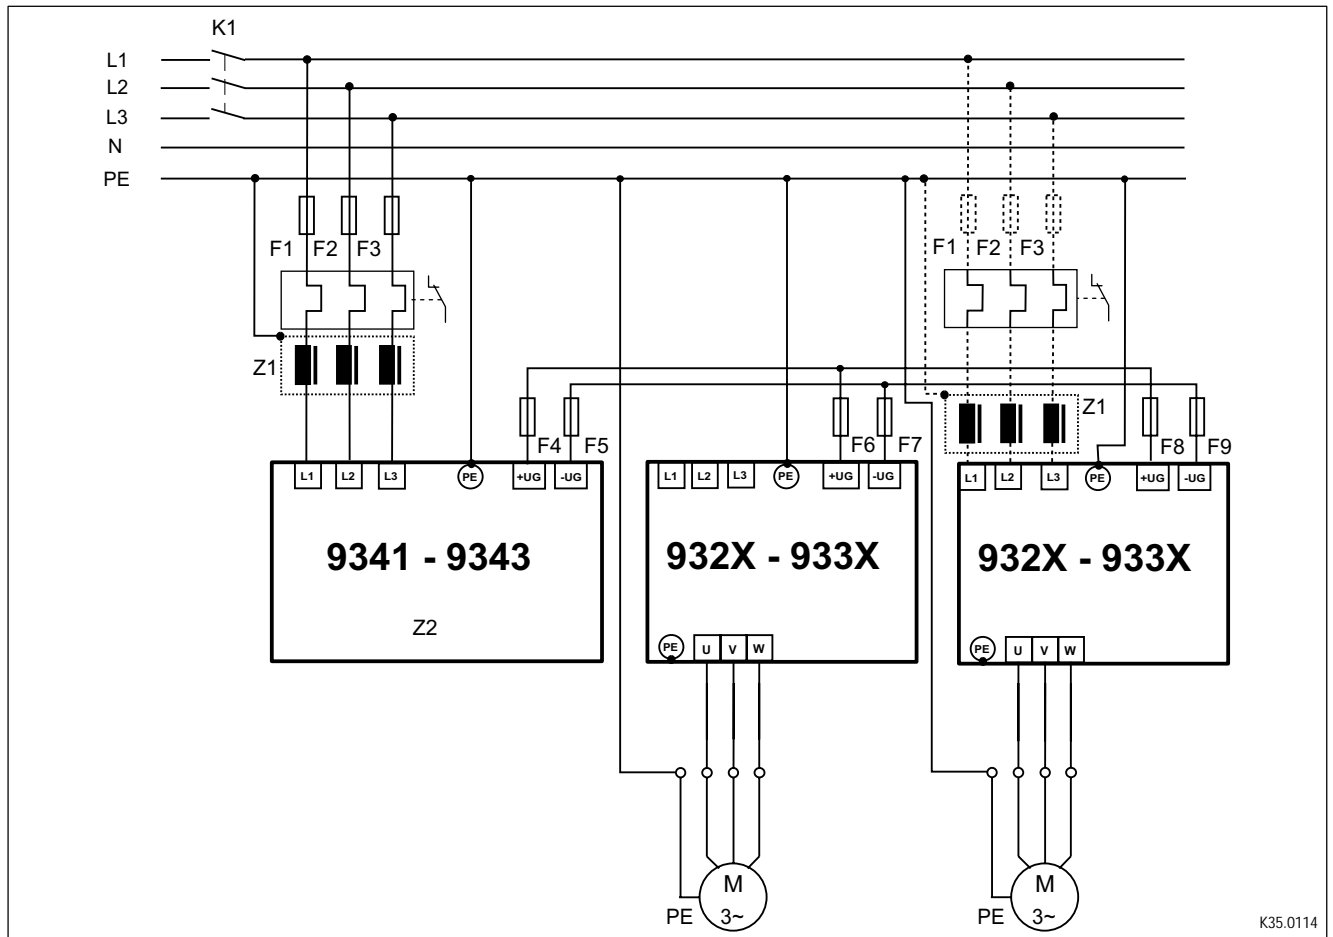 K1
L1
L2
L3
N
PE
F1 F2 F3
F1 F2 F3
Z1
Z1
F4 F5
F6 F7
F8 F9
L1 L2 L3 PE +UG -UG
L1 L2 L3 PE +UG -UG
L1 L2 L3 PE +UG -UG
9341 - 9343
932X - 933X
932X - 933X
Z2
PE U V W
PE U V W
M
3~
PE
M
3~
PE
K35.0114